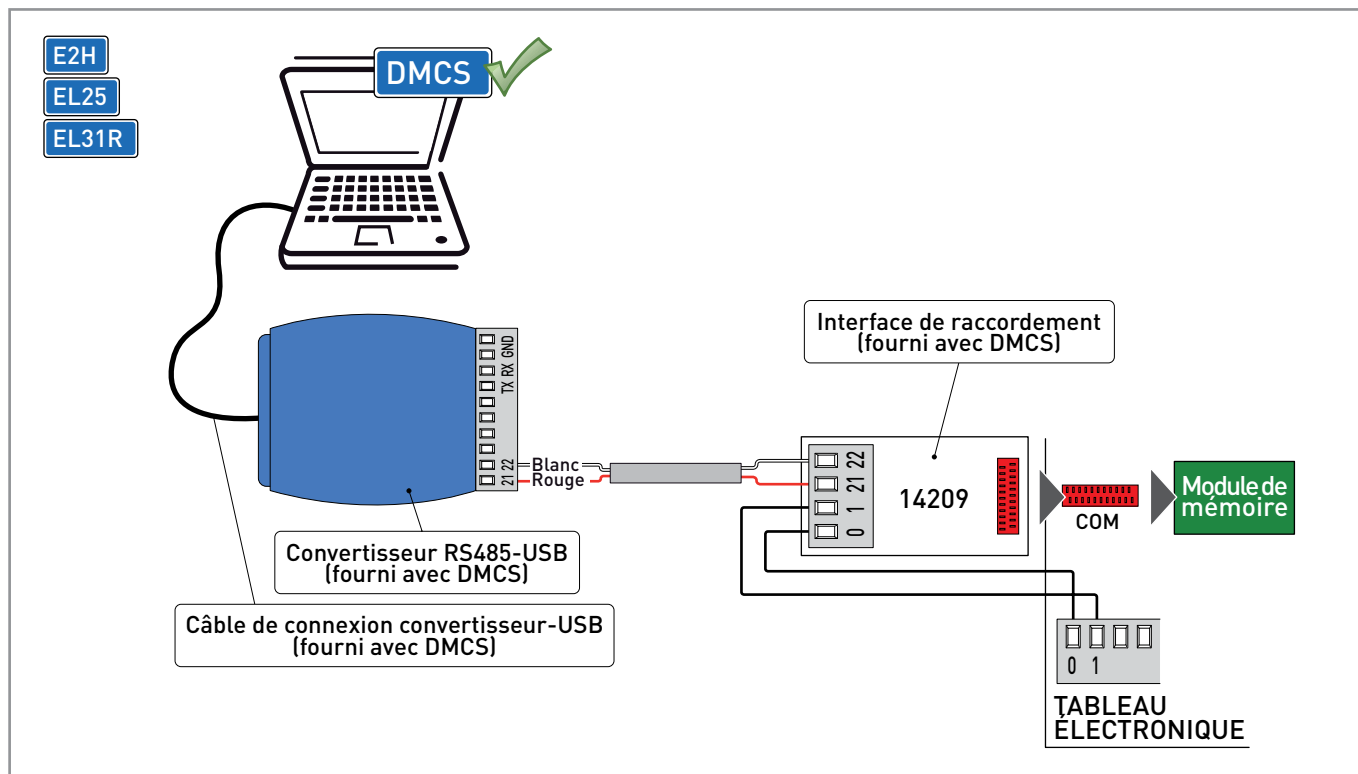 E2H
EL25
EL31R
DMCS
Interface de raccordement
(fourni avec DMCS)
GND
RX
TX
22
21
Blanc
Rouge
22
21
1
0
14209
COM
Module de
mémoire
Convertisseur RS485-USB
(fourni avec DMCS)
Câble de connexion convertisseur-USB
(fourni avec DMCS)
0 1
TABLEAU
ÉLECTRONIQUE